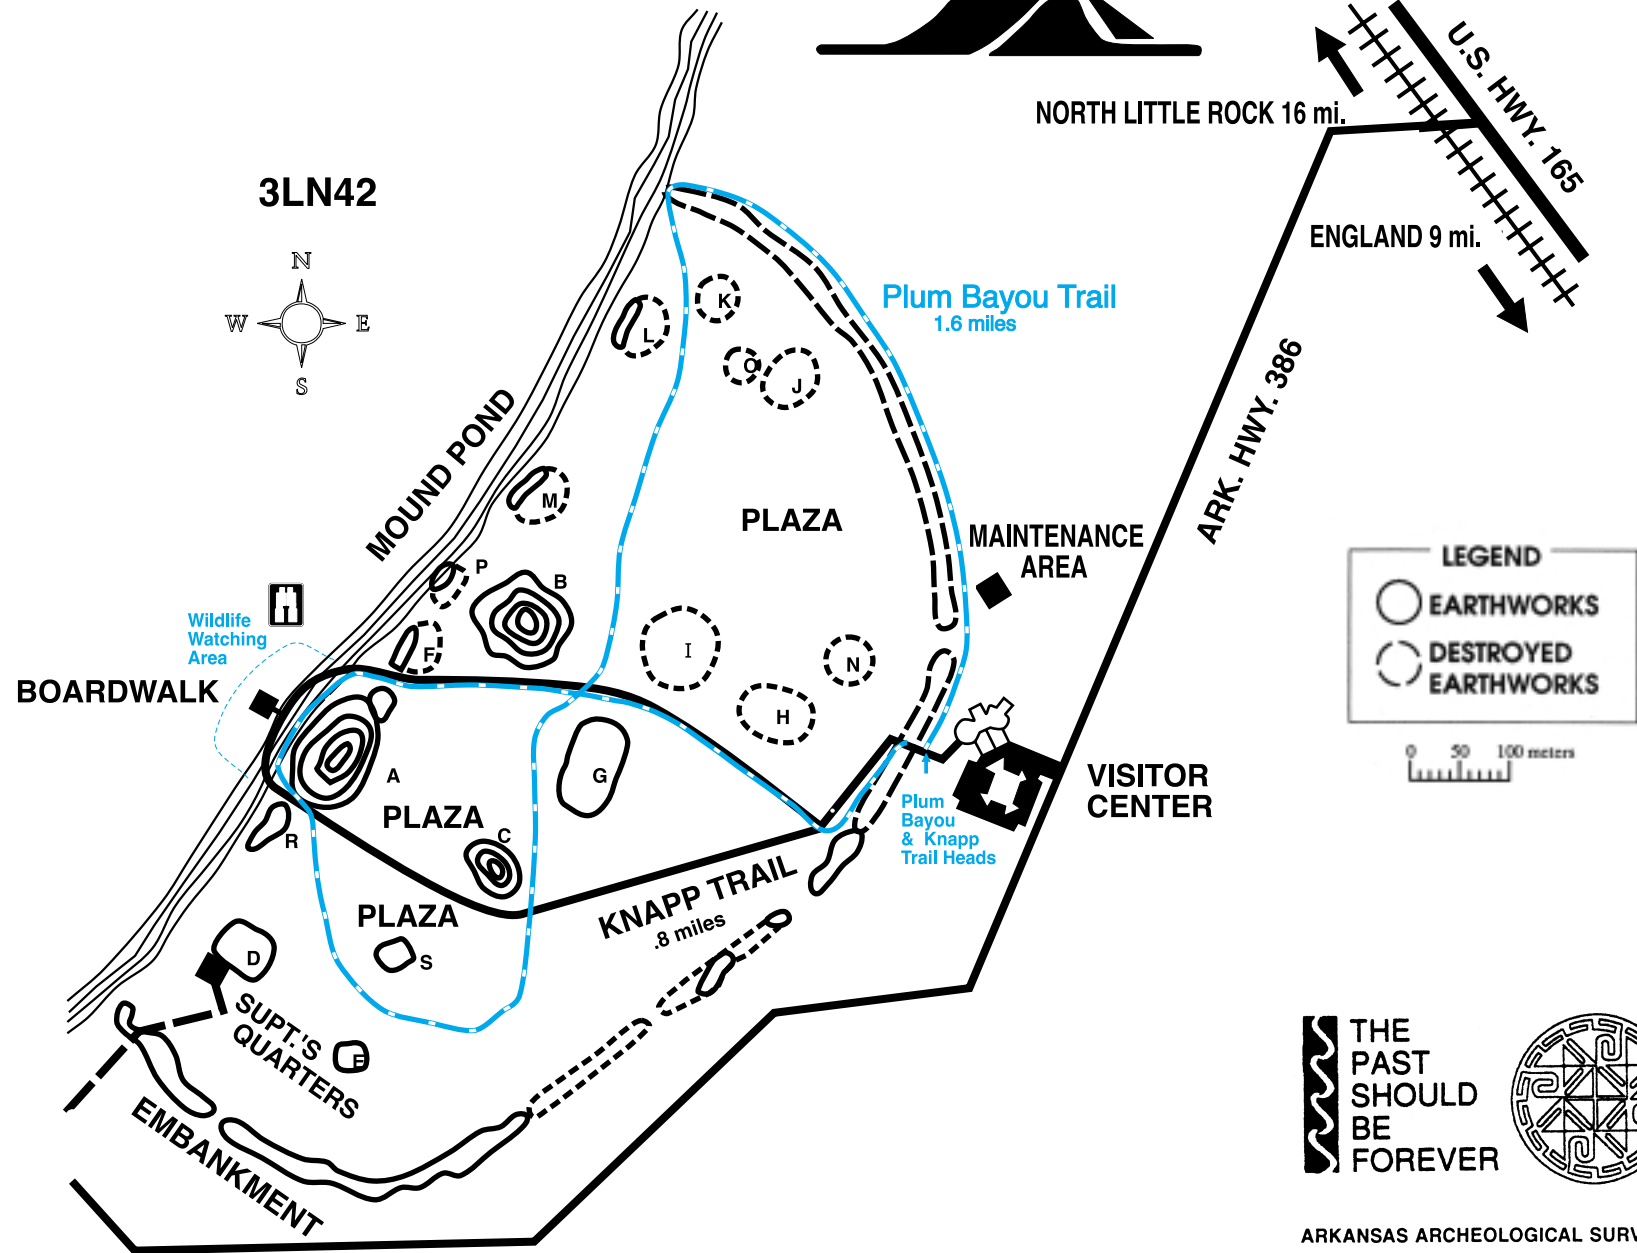 U.S. HWY. 165
NORTH LITTLE ROCK 16 mi.
3LN42
N
W E
S
ENGLAND 9 mi.
Plum Bayou Trail
1.6 miles
K
L
O
J
ARK. HWY. 386
MOUND POND
M
PLAZA
MAINTENANCE
AREA
LEGEND
EARTHWORKS
DESTROYED
EARTHWORKS
0 50 100 meters
P
B
Wildlife
Watching
Area
F
I
N
BOARDWALK
H
A
G
PLAZA
C
R
VISITOR
CENTER
Plum
Bayou
& Knapp
Trail Heads
KNAPP TRAIL
.8 miles
PLAZA
D
S
SUPT.'S
QUARTERS
E
EMBANKMENT
THE
PAST
SHOULD
BE
FOREVER
ARKANSAS ARCHEOLOGICAL SURV